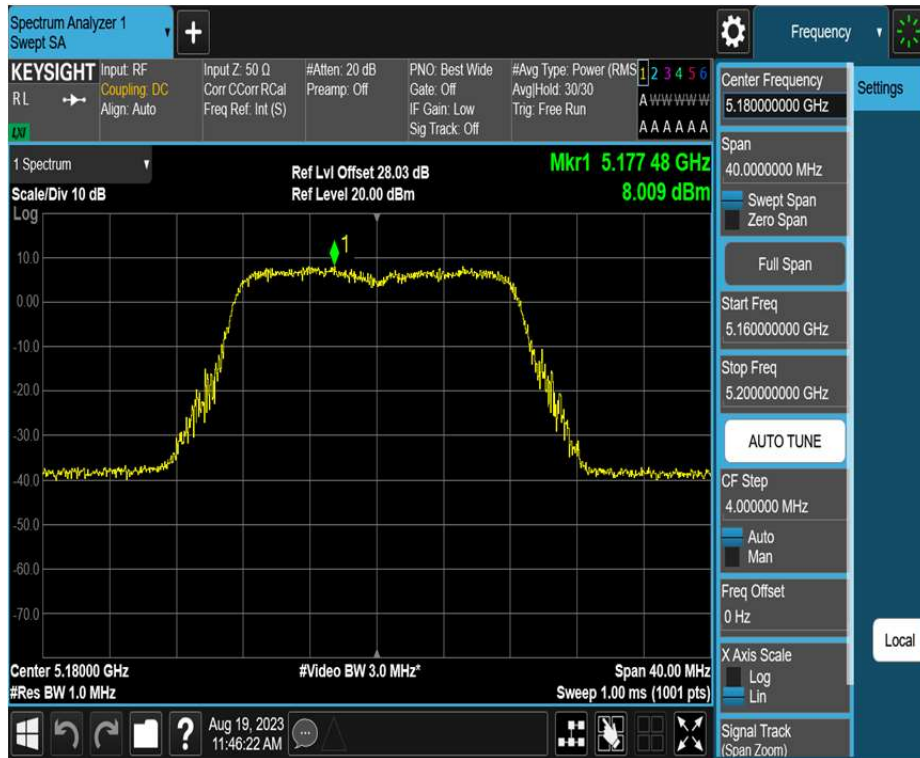 Spectrum Analyzer 1
Swept SA
+
Frequency
KEYSIGHT
R L
LXI
Input: RF
Coupling: DC
Align: Auto
Input Z: 50 Ω
Corr CCorr RCal
Freq Ref: Int (S)
#Atten: 20 dB
Preamp: Off
PNO: Best Wide
Gate: Off
IF Gain: Low
Sig Track: Off
#Avg Type: Power (RMS
Avg|Hold: 30/30
Trig: Free Run
1 2 3 4 5 6
A W W W W W
A A A A A A
1 Spectrum
Scale/Div 10 dB
Log
Ref Lvl Offset 28.03 dB
Ref Level 20.00 dBm
Mkr1 5.177 48 GHz
8.009 dBm
1
10.0
0.00
-10.0
-20.0
-30.0
-40.0
-50.0
-60.0
-70.0
Center 5.18000 GHz
#Res BW 1.0 MHz
#Video BW 3.0 MHz*
Span 40.00 MHz
Sweep 1.00 ms (1001 pts)
?
Aug 19, 2023
11:46:22 AM
Center Frequency
5.180000000 GHz
Span
40.0000000 MHz
Swept Span
Zero Span
Full Span
Start Freq
5.160000000 GHz
Stop Freq
5.200000000 GHz
AUTO TUNE
CF Step
4.000000 MHz
Auto
Man
Freq Offset
0 Hz
X Axis Scale
Log
Lin
Signal Track
(Span Zoom)
Settings
Local